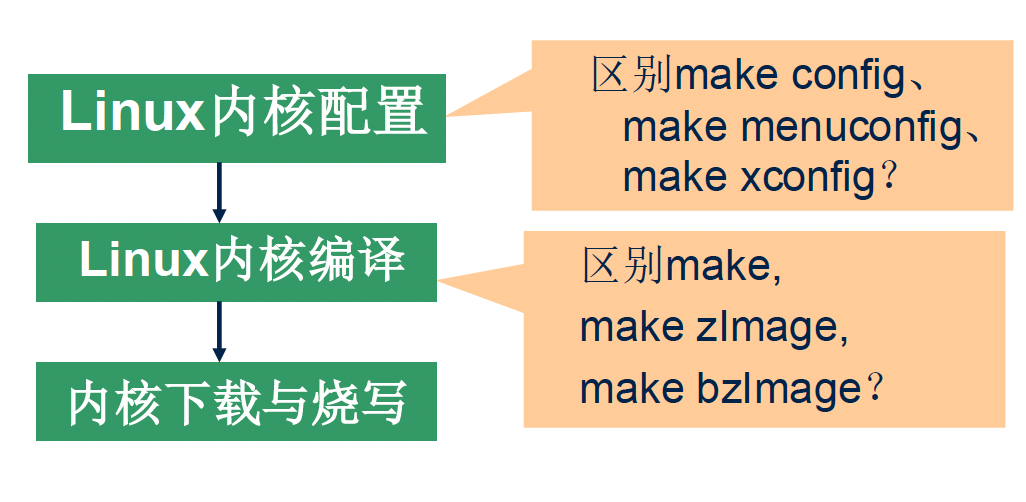 Linux内核配置
区别make config、
make menuconfig、
make xconfig？
Linux内核编译
区别make,
make zImage,
make bzImage？
内核下载与烧写